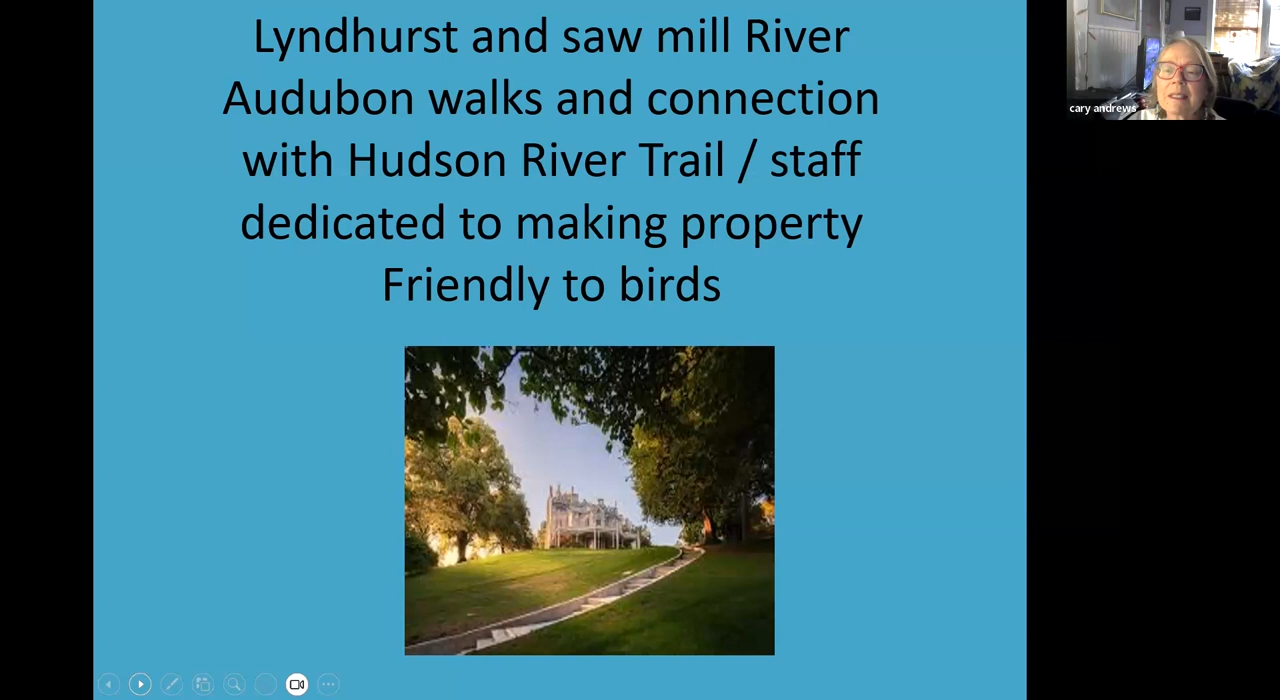 Lyndhurst and saw mill River
Audubon walks and connection
with Hudson River Trail / staff
dedicated to making property
Friendly to birds
cary andrews